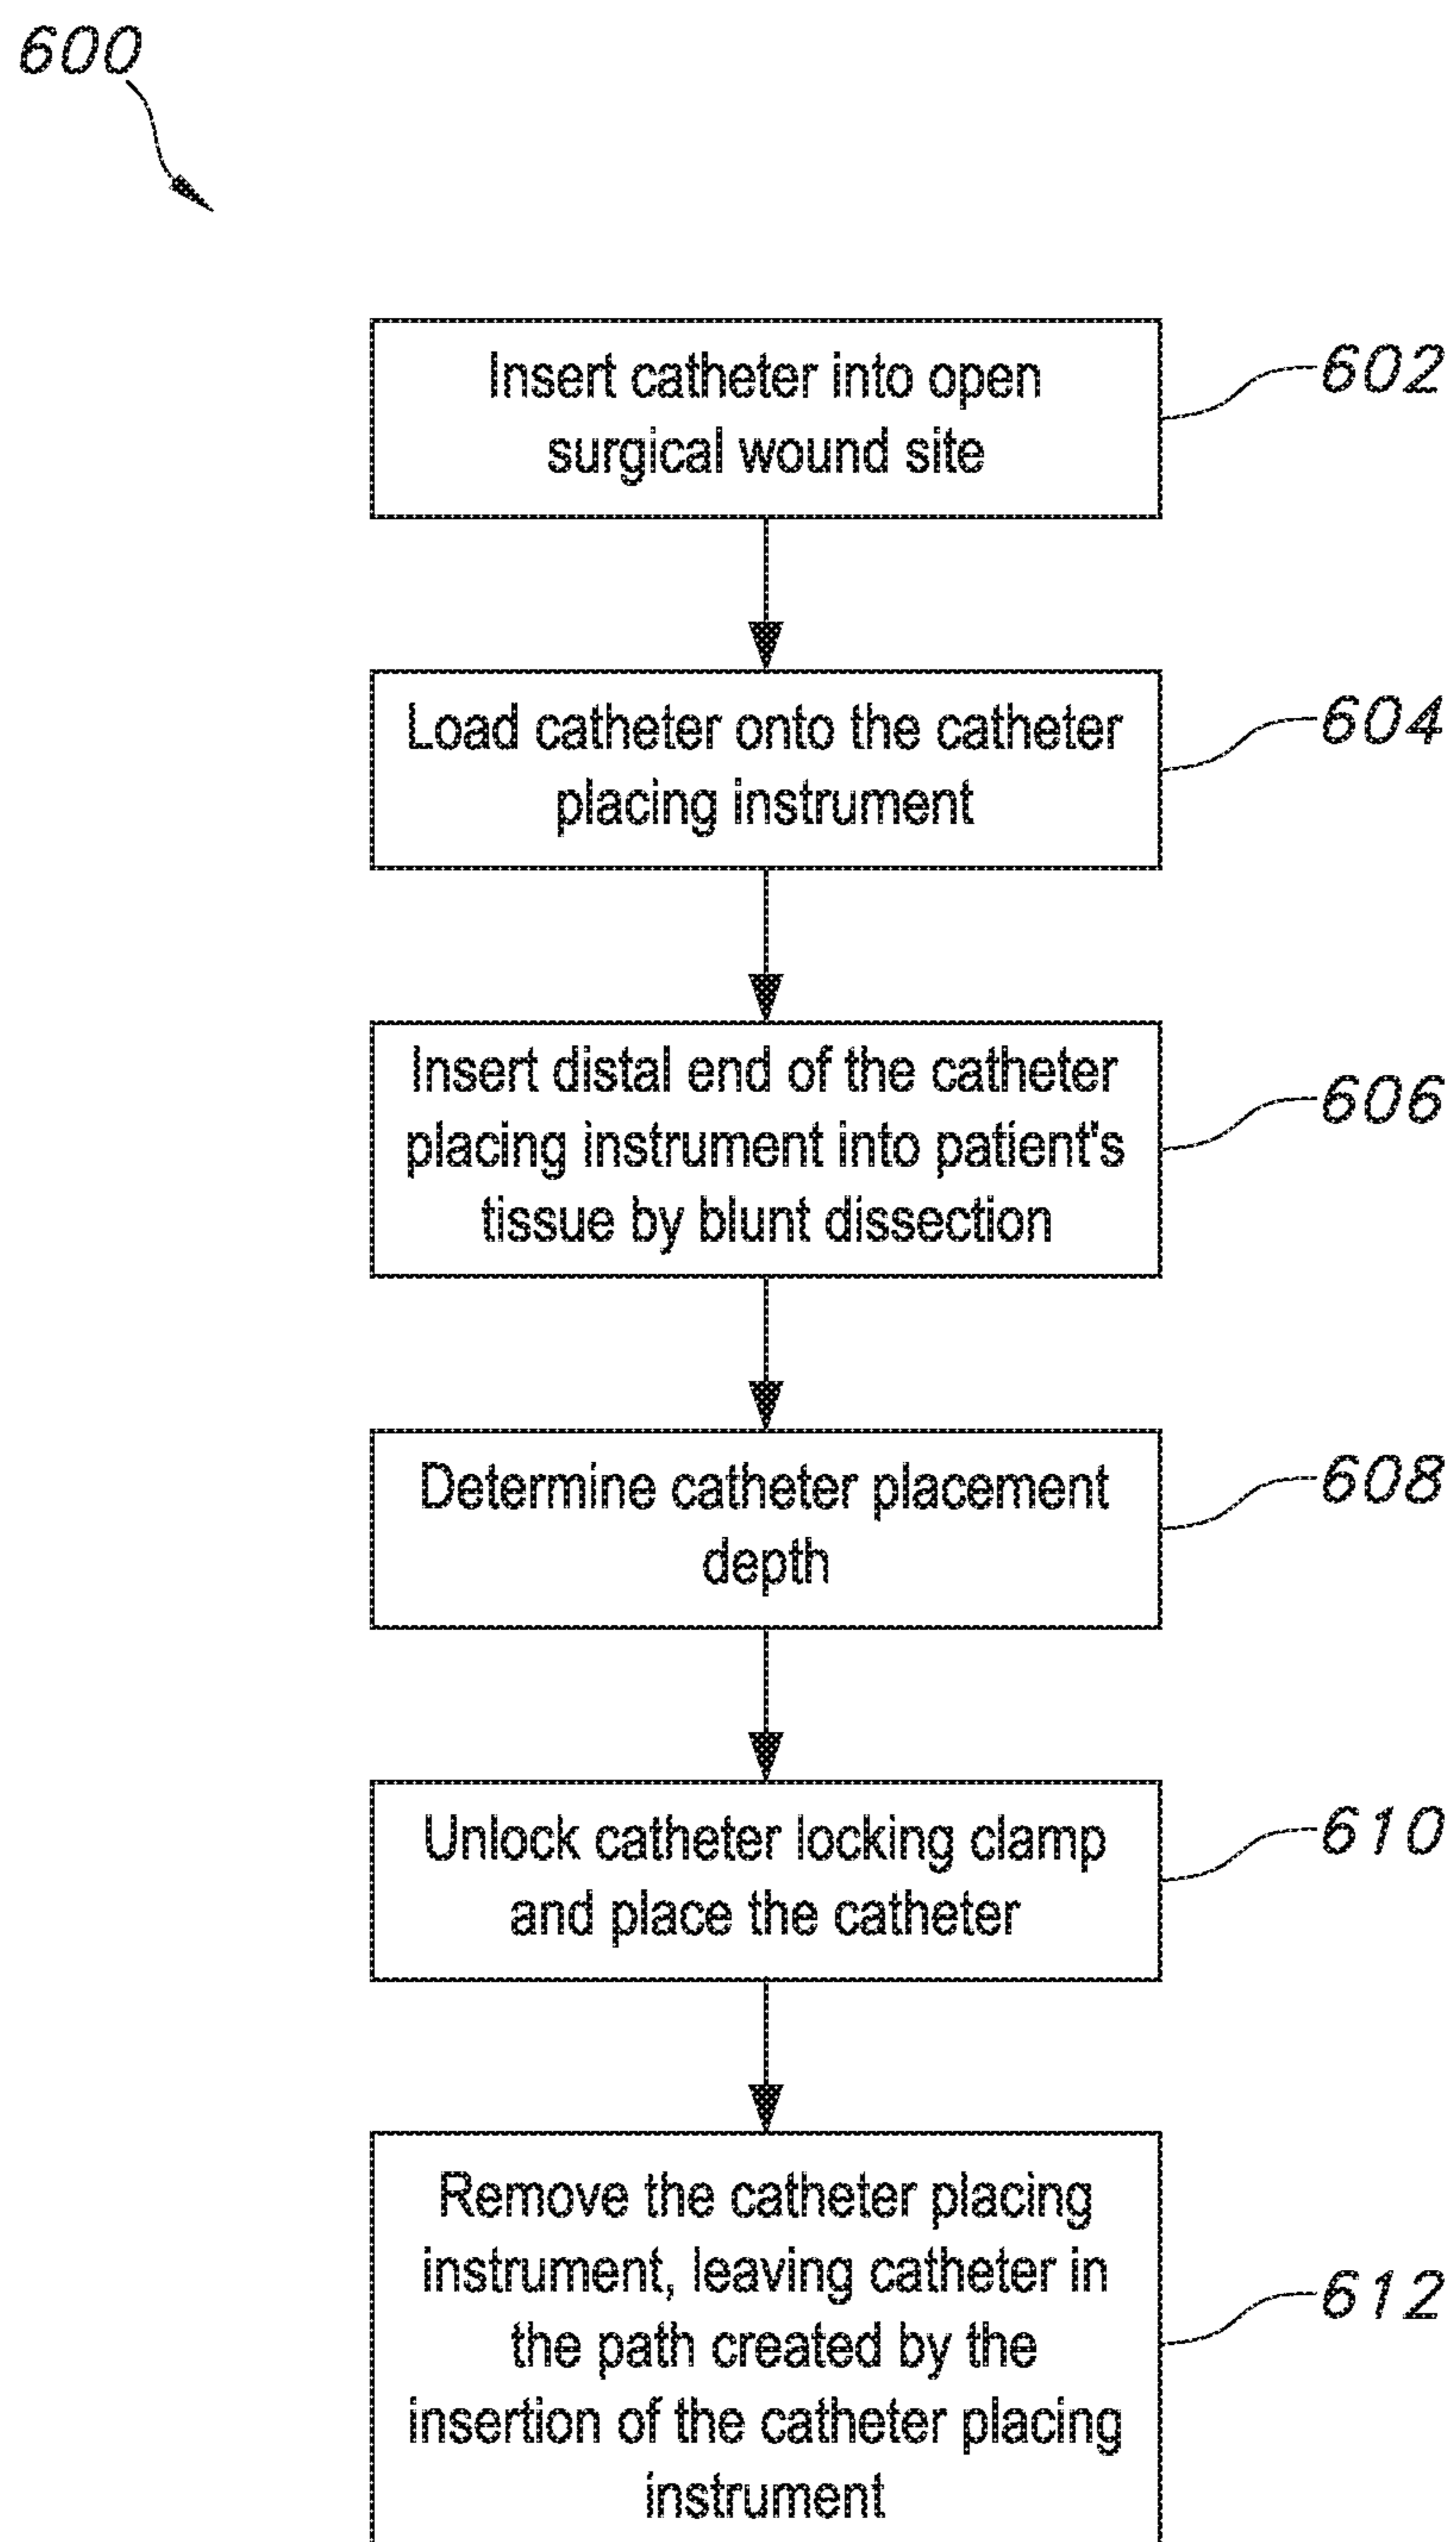 600
Insert catheter into open
surgical wound site
602
Load catheter onto the catheter
placing instrument
604
Insert distal end of the catheter
placing instrument into patient's
tissue by blunt dissection
606
Determine catheter placement
depth
608
Unlock catheter locking clamp
and place the catheter
610
Remove the catheter placing
instrument, leaving catheter in
the path created by the
insertion of the catheter placing
instrument
612